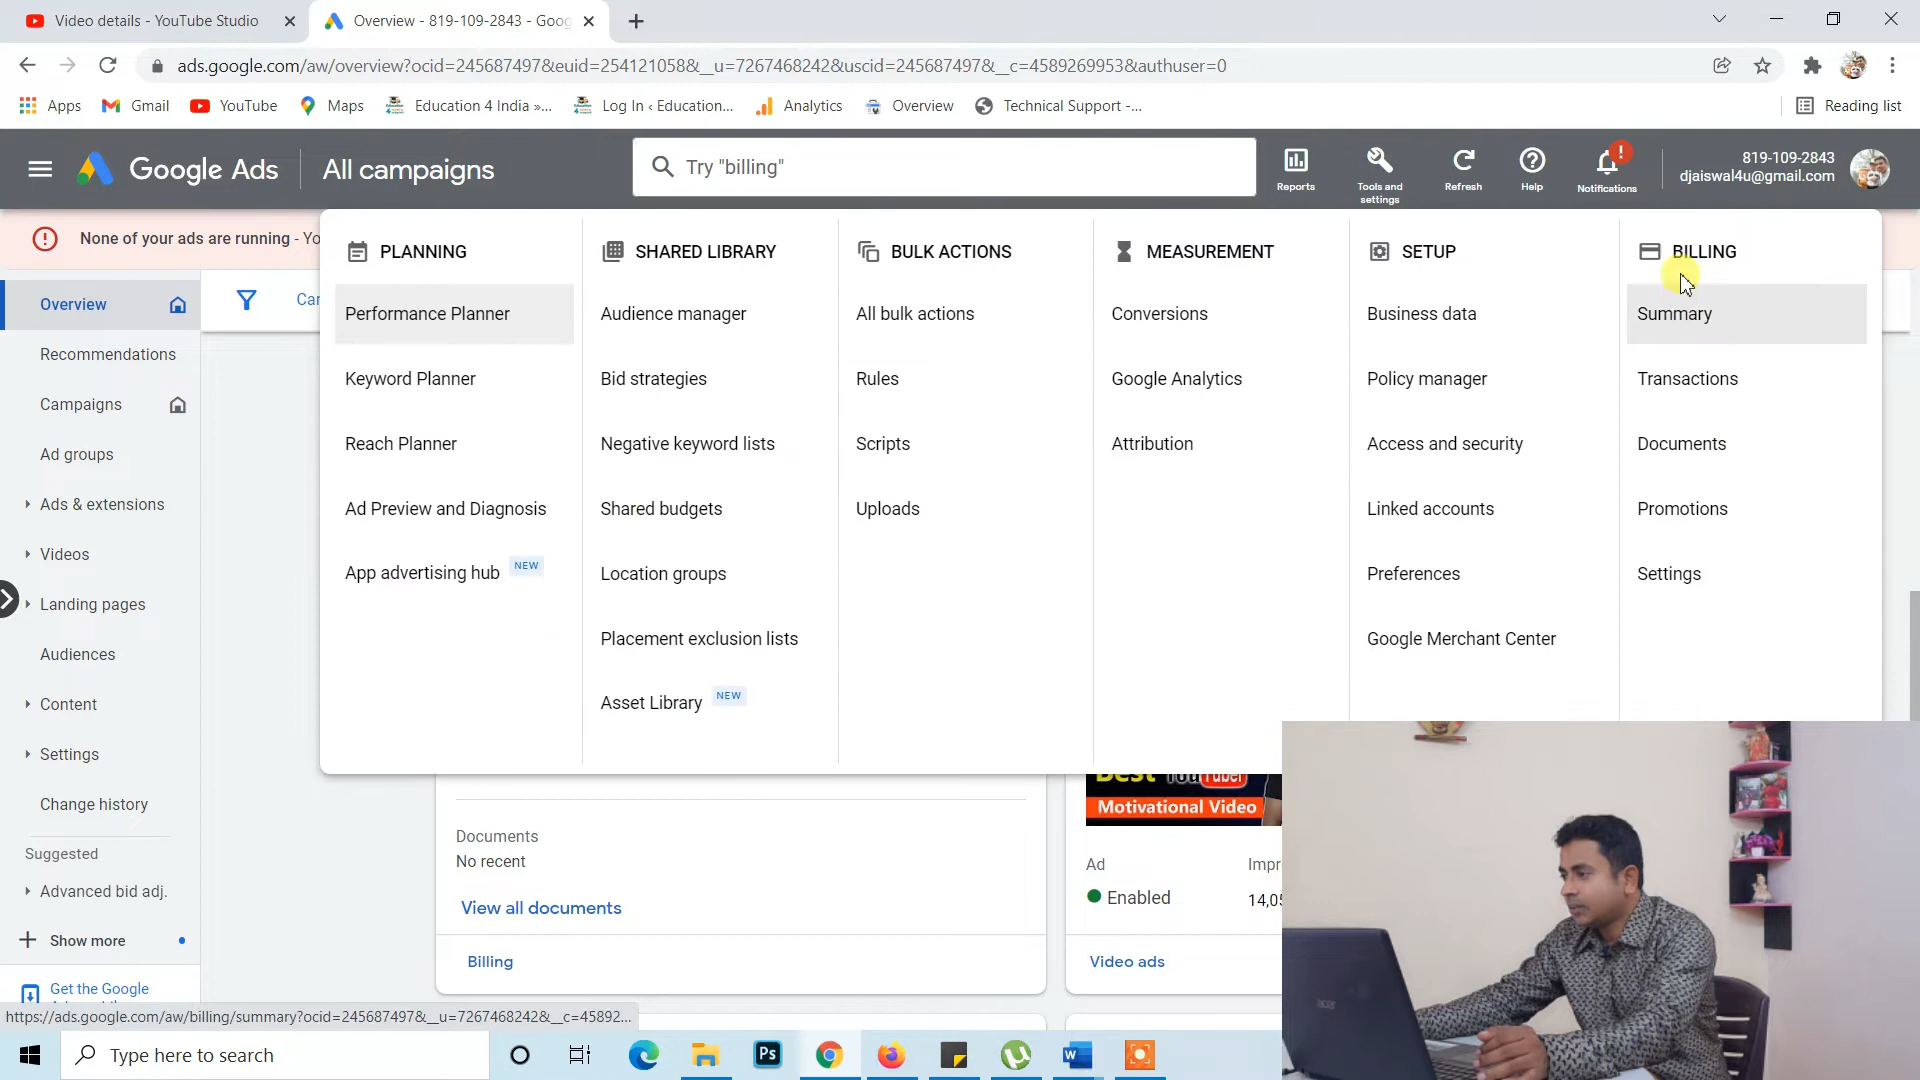 Video details - YouTube Studio
Overview - 819-109-2843 - Goog
ads.google.com/aw/overview?ocid=245687497&euid=254121058&__u=7267468242&uscid=245687497&__c=4589269953&authuser=0
Apps
Gmail
YouTube
Maps
Education 4 India »...
Log In ‹ Education...
Analytics
Overview
Technical Support -...
Reading list
Google Ads
All campaigns
Try "billing"
Reports
Tools and settings
Refresh
Help
Notifications
819-109-2843
djaiswal4u@gmail.com
None of your ads are running - Yo
PLANNING
Performance Planner
Keyword Planner
Reach Planner
Ad Preview and Diagnosis
App advertising hub NEW
SHARED LIBRARY
Audience manager
Bid strategies
Negative keyword lists
Shared budgets
Location groups
Placement exclusion lists
Asset Library NEW
BULK ACTIONS
All bulk actions
Rules
Scripts
Uploads
MEASUREMENT
Conversions
Google Analytics
Attribution
SETUP
Business data
Policy manager
Access and security
Linked accounts
Preferences
Google Merchant Center
BILLING
Summary
Transactions
Documents
Promotions
Settings
Overview
Recommendations
Campaigns
Ad groups
Ads & extensions
Videos
Landing pages
Audiences
Content
Settings
Change history
Suggested
Advanced bid adj.
Show more
Get the Google
Documents
No recent
View all documents
Billing
Motivational Video
Ad
Enabled
Video ads
https://ads.google.com/aw/billing/summary?ocid=245687497&__u=7267468242&__c=45892...
Type here to search
Ps
W